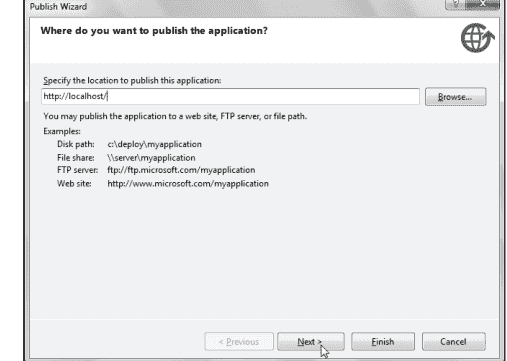 Publish Wizard
Where do you want to publish the application?
Specify the location to publish this application:
http://localhost/
Browse...
You may publish the application to a web site, FTP server, or file path.
Examples:
Disk path: c:\deploy\myapplication
File share: \\server\myapplication
FTP server: ftp://ftp.microsoft.com/myapplication
Web site: http://www.microsoft.com/myapplication
< Previous Next > Finish Cancel